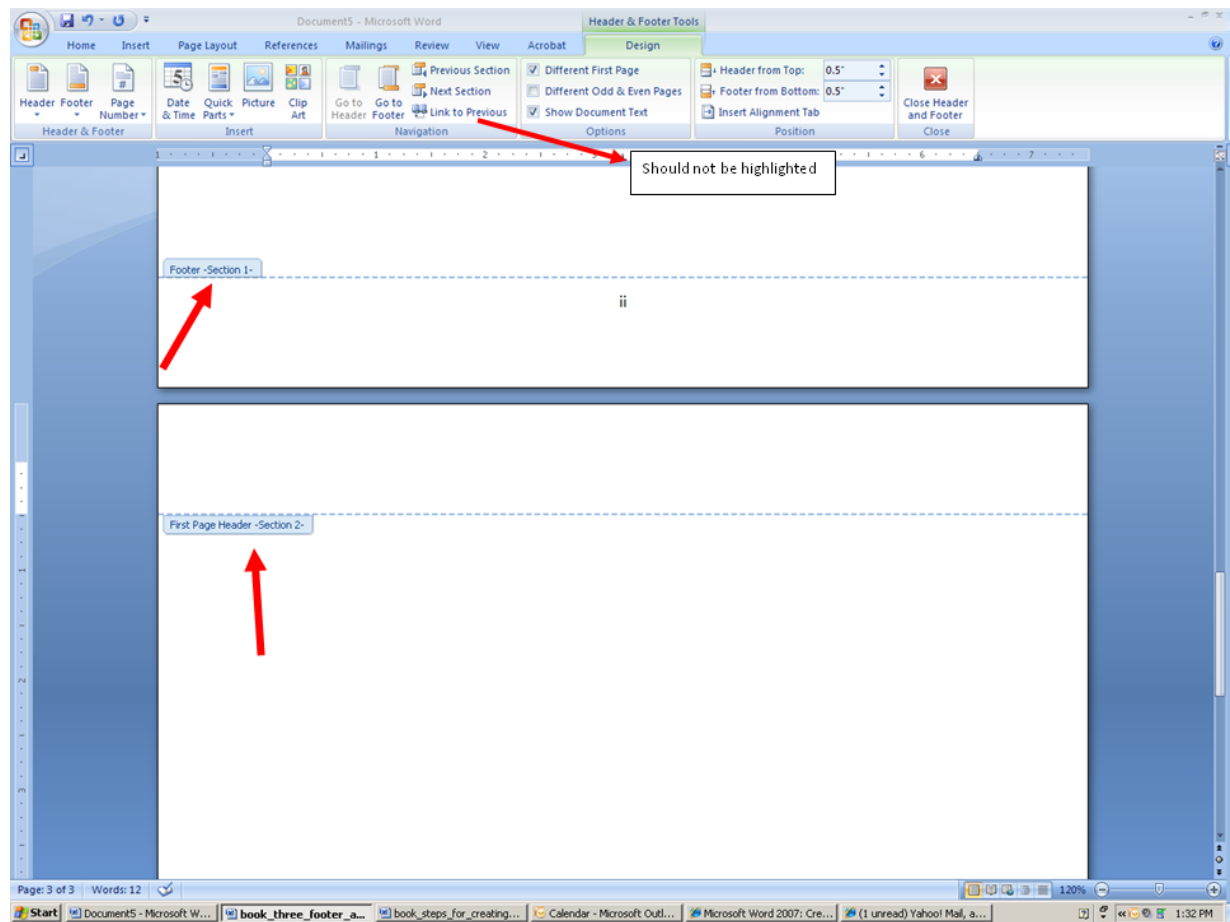 Document5 - Microsoft Word Header & Footer Tools
Home Insert Page Layout References Mailings Review View Acrobat Design
Header Footer Page Number
Header & Footer
Date & Time Quick Parts Picture Clip Art
Insert
Go to Header Go to Footer
Previous Section
Next Section
Link to Previous
Navigation
Different First Page
Different Odd & Even Pages
Show Document Text
Options
Header from Top: 0.5"
Footer from Bottom: 0.5"
Insert Alignment Tab
Position
Close Header and Footer
Close
1 2 3 6 7
Should not be highlighted
Footer -Section 1-
ii
First Page Header -Section 2-
Page: 3 of 3 Words: 12 120%
Start Document5 - Microsoft W... book_three_footer_a... book_steps_for_creating... Calendar - Microsoft Outl... Microsoft Word 2007: Cre... (1 unread) Yahoo! Mail, a... 1:32 PM